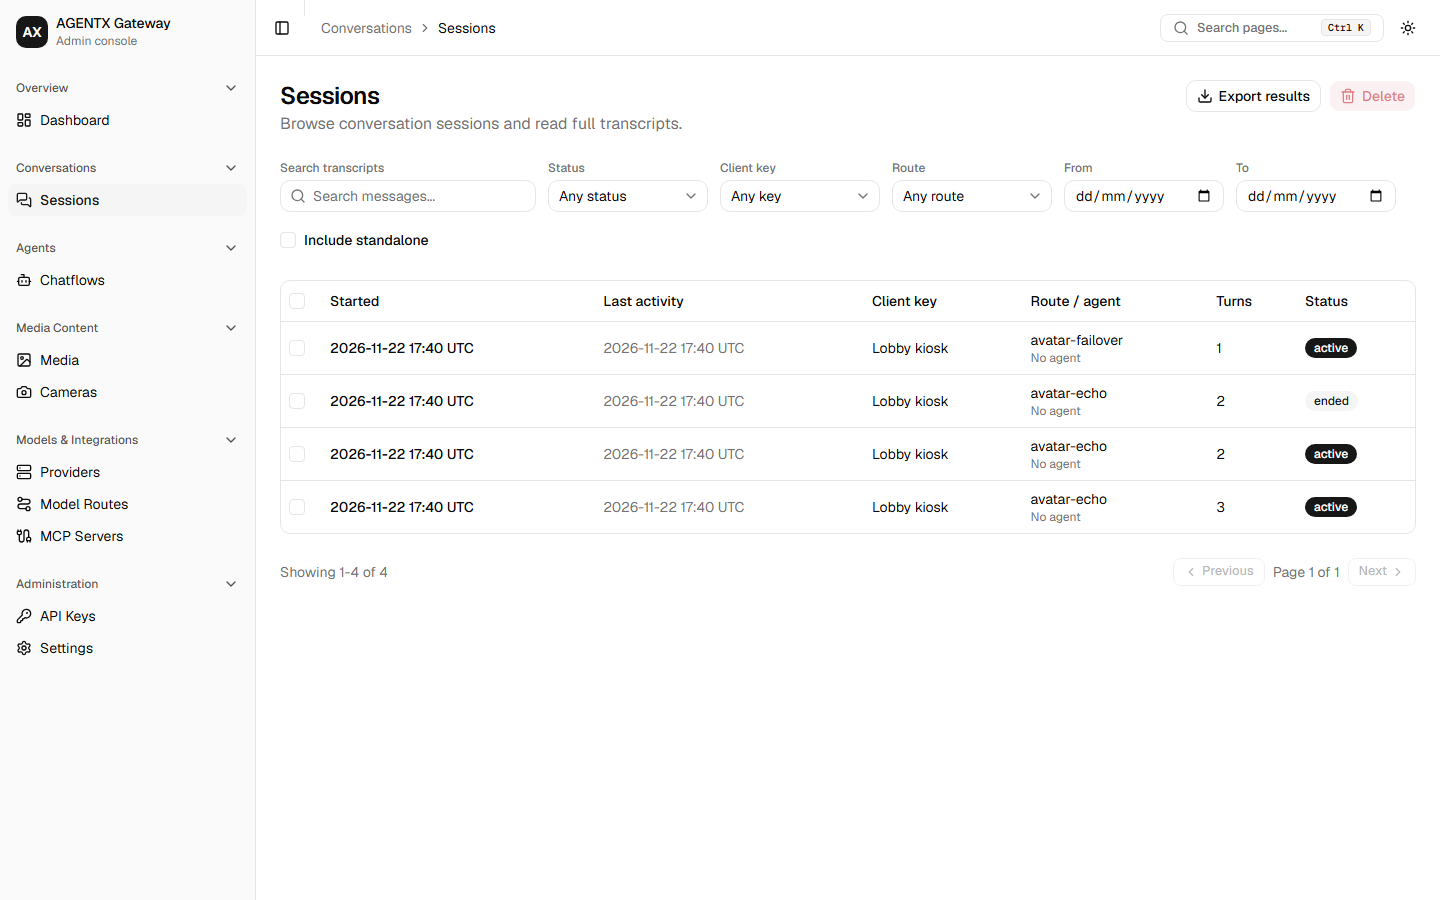 AX
AGENTX Gateway
Admin console
Overview
Dashboard
Conversations
Sessions
Agents
Chatflows
Media Content
Media
Cameras
Models & Integrations
Providers
Model Routes
MCP Servers
Administration
API Keys
Settings
Conversations > Sessions
Search pages... Ctrl K
Sessions
Browse conversation sessions and read full transcripts.
Export results
Delete
Search transcripts Status Client key Route From To
Search messages... Any status Any key Any route dd/mm/yyyy dd/mm/yyyy
Include standalone
Started Last activity Client key Route / agent Turns Status
2026-11-22 17:40 UTC 2026-11-22 17:40 UTC Lobby kiosk avatar-failover 1 active
No agent
2026-11-22 17:40 UTC 2026-11-22 17:40 UTC Lobby kiosk avatar-echo 2 ended
No agent
2026-11-22 17:40 UTC 2026-11-22 17:40 UTC Lobby kiosk avatar-echo 2 active
No agent
2026-11-22 17:40 UTC 2026-11-22 17:40 UTC Lobby kiosk avatar-echo 3 active
No agent
Showing 1-4 of 4
Previous Page 1 of 1 Next